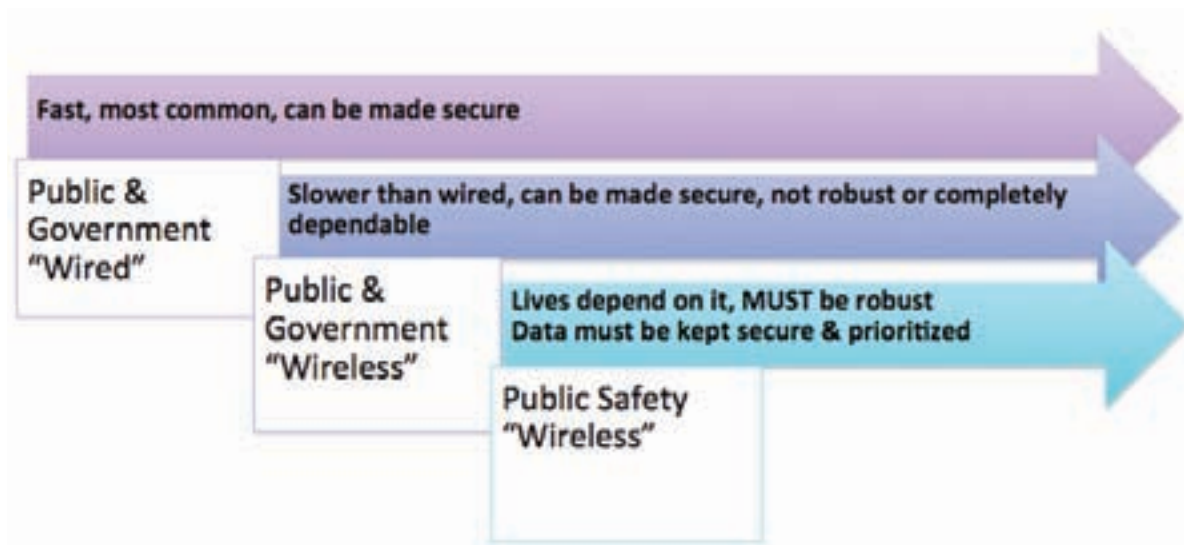 Fast, most common, can be made secure
Public &
Government
“Wired”
Slower than wired, can be made secure, not robust or completely
dependable
Public &
Government
“Wireless”
Lives depend on it, MUST be robust
Data must be kept secure & prioritized
Public Safety
“Wireless”